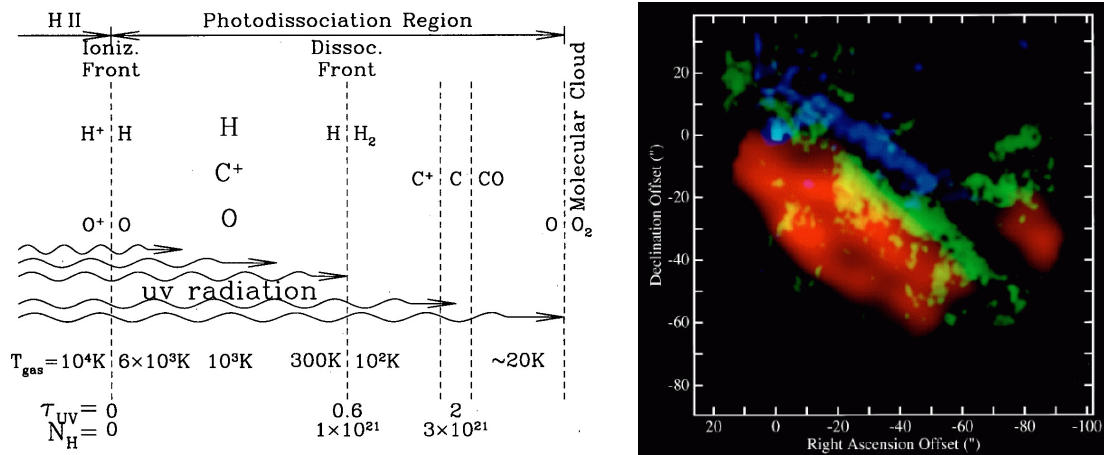 H II
Photodissociation Region
Ioniz.
Front
Dissoc.
Front
Molecular Cloud
H⁺ H
H
H H₂
C⁺
C⁺ C CO
O⁺ O
O
O O₂
uv radiation
T_gas=10⁴K 6×10³K 10³K 300K 10²K ~20K
τ_UV= 0 0.6 2
N_H= 0 1×10²¹ 3×10²¹
Declination Offset (")
20
0
-20
-40
-60
-80
20 0 -20 -40 -60 -80 -100
Right Ascension Offset (")